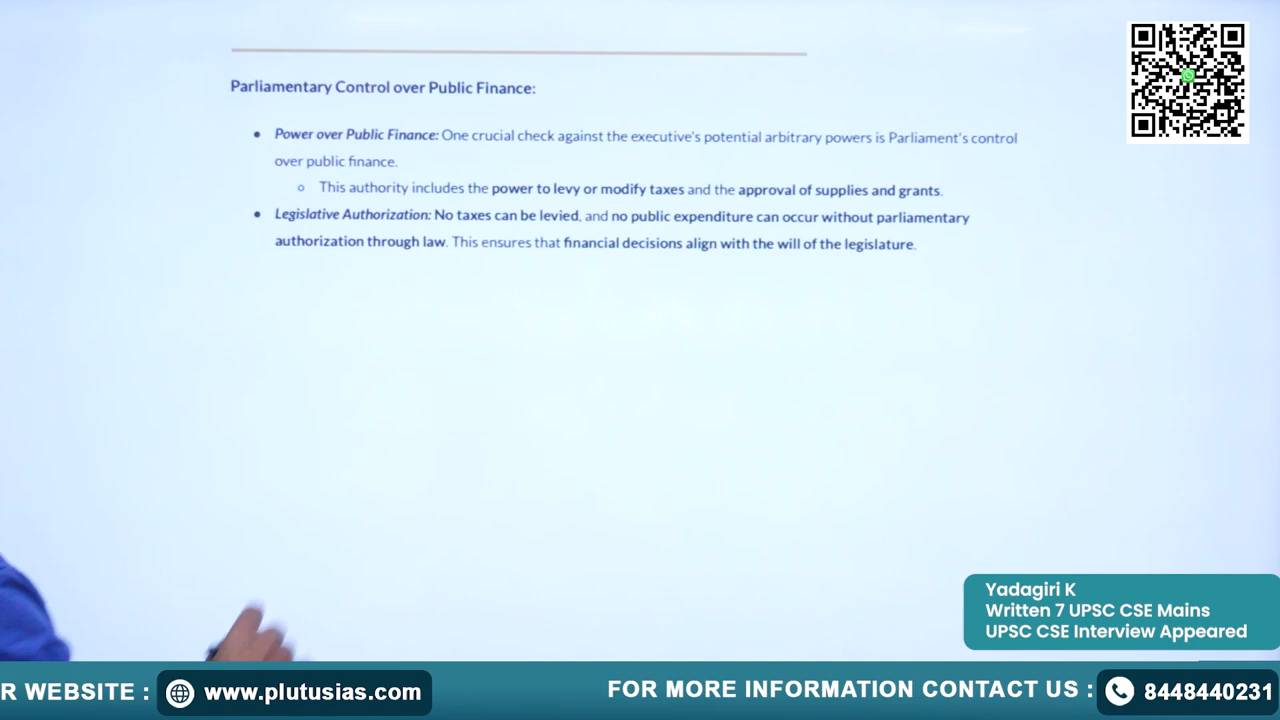 Parliamentary Control over Public Finance:
• Power over Public Finance: One crucial check against the executive's potential arbitrary powers is Parliament's control
over public finance.
o This authority includes the power to levy or modify taxes and the approval of supplies and grants.
• Legislative Authorization: No taxes can be levied, and no public expenditure can occur without parliamentary
authorization through law. This ensures that financial decisions align with the will of the legislature.
Yadagiri K
Written 7 UPSC CSE Mains
UPSC CSE Interview Appeared
R WEBSITE : www.plutusias.com FOR MORE INFORMATION CONTACT US : 8448440231